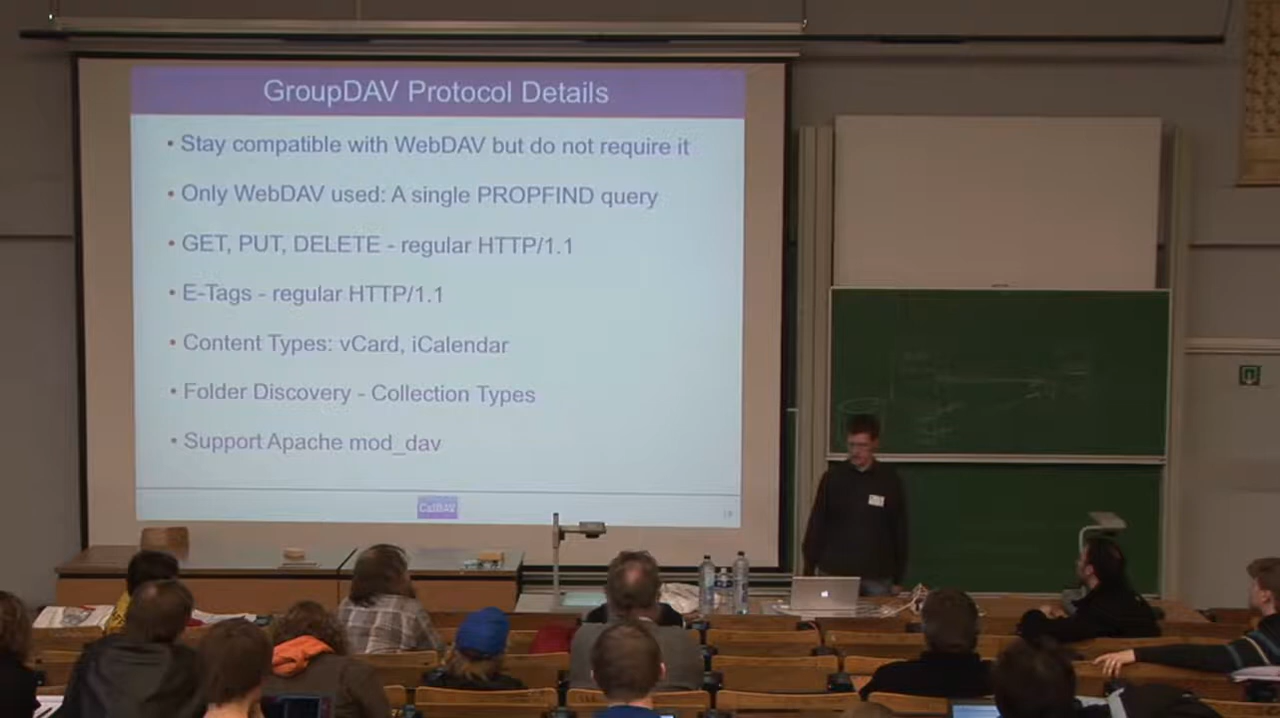 GroupDAV Protocol Details
• Stay compatible with WebDAV but do not require it
• Only WebDAV used: A single PROPFIND query
• GET, PUT, DELETE - regular HTTP/1.1
• E-Tags - regular HTTP/1.1
• Content Types: vCard, iCalendar
• Folder Discovery - Collection Types
• Support Apache mod_dav
CalDAV